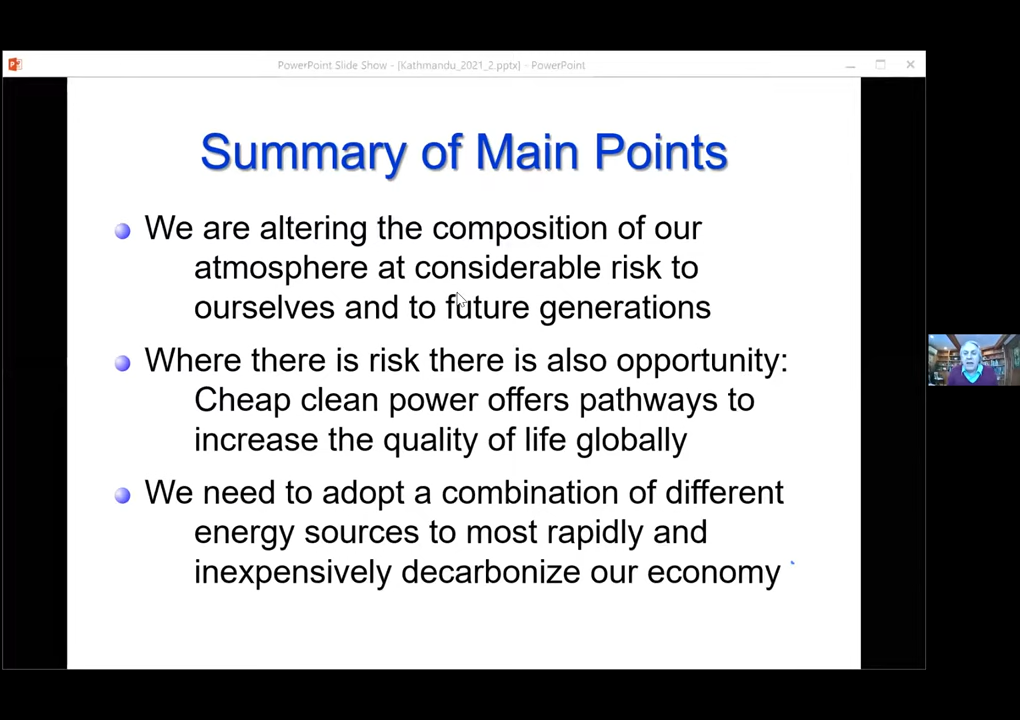 PowerPoint Slide Show - [Kathmandu_2021_2.pptx] - PowerPoint
Summary of Main Points
We are altering the composition of our
atmosphere at considerable risk to
ourselves and to future generations
Where there is risk there is also opportunity:
Cheap clean power offers pathways to
increase the quality of life globally
We need to adopt a combination of different
energy sources to most rapidly and
inexpensively decarbonize our economy